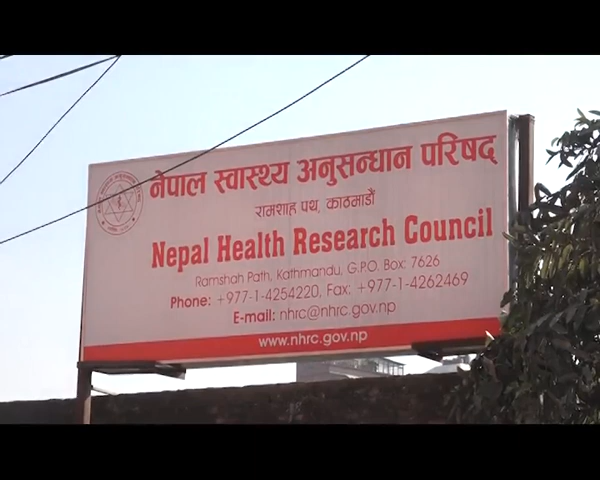 नेपाल स्वास्थ्य अनुसन्धान परिषद्
रामशाह पथ, काठमाडौं
Nepal Health Research Council
Ramshah Path, Kathmandu, G.P.O. Box: 7626
Phone: +977-1-4254220, Fax: +977-1-4262469
E-mail: nhrc@nhrc.gov.np
www.nhrc.gov.np